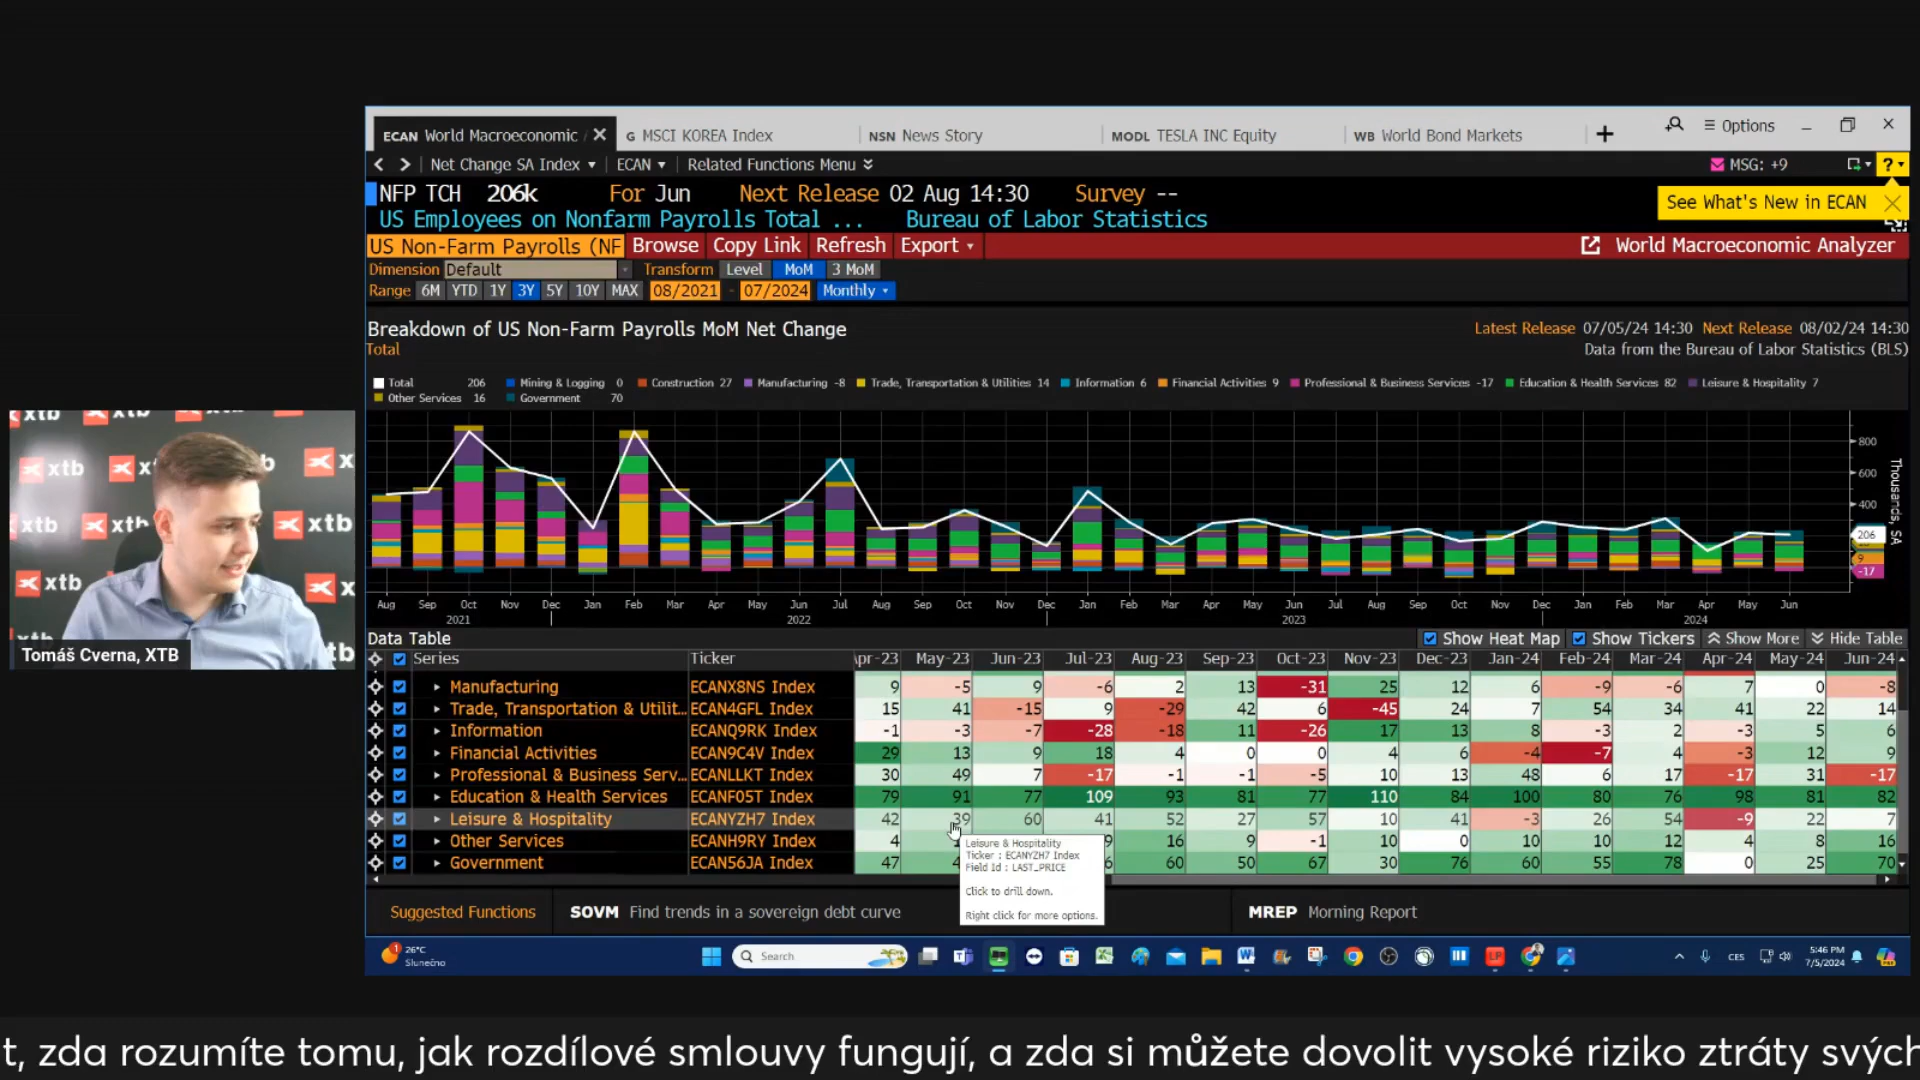 ECAN World Macroeconomic
G MSCI KOREA Index
NSN News Story
MODL TESLA INC Equity
WB World Bond Markets
Options
Net Change SA Index
ECAN
Related Functions Menu
MSG: +9
?
NFP TCH 206k For Jun Next Release 02 Aug 14:30 Survey --
See What's New in ECAN
US Employees on Nonfarm Payrolls Total ... Bureau of Labor Statistics
US Non-Farm Payrolls (NF Browse Copy Link Refresh Export World Macroeconomic Analyzer
Dimension Default Transform Level MoM 3 MoM
Range 6M YTD 1Y 3Y 5Y 10Y MAX 08/2021 - 07/2024 Monthly
Breakdown of US Non-Farm Payrolls MoM Net Change
Latest Release 07/05/24 14:30 Next Release 08/02/24 14:30
Total
Data from the Bureau of Labor Statistics (BLS)
Total 206 Mining & Logging 0 Construction 27 Manufacturing -8 Trade, Transportation & Utilities 14 Information 6 Financial Activities 9 Professional & Business Services -17 Education & Health Services 82 Leisure & Hospitality 7
Other Services 16 Government 70
800
600
400
206
9
-17
Thousands, SA
Aug Sep Oct Nov Dec Jan Feb Mar Apr May Jun Jul Aug Sep Oct Nov Dec Jan Feb Mar Apr May Jun Jul Aug Sep Oct Nov Dec Jan Feb Mar Apr May Jun
2021 2022 2023 2024
xtb
Tomáš Cverna, XTB
Data Table Show Heat Map Show Tickers Show More Hide Table
Series Ticker pr-23 May-23 Jun-23 Jul-23 Aug-23 Sep-23 Oct-23 Nov-23 Dec-23 Jan-24 Feb-24 Mar-24 Apr-24 May-24 Jun-24
Manufacturing ECANX8NS Index 9 -5 9 -6 2 13 -31 25 12 6 -9 -6 7 0 -8
Trade, Transportation & Utilit... ECAN4GFL Index 15 41 -15 9 -29 42 6 -45 24 7 54 34 41 22 14
Information ECANQ9RK Index -1 -3 -7 -28 -18 11 -26 17 13 8 -3 2 -3 5 6
Financial Activities ECAN9C4V Index 29 13 9 18 4 0 0 4 6 -4 -7 4 -3 12 9
Professional & Business Serv... ECANLLKT Index 30 49 7 -17 -1 -1 -5 10 13 48 6 17 -17 31 -17
Education & Health Services ECANF05T Index 79 91 77 109 93 81 77 110 84 100 80 76 98 81 82
Leisure & Hospitality ECANYZH7 Index 42 39 60 41 52 27 57 10 41 -3 26 54 -9 22 7
Other Services ECANH9RY Index 4 9 16 9 -1 10 0 10 10 12 4 8 16
Government ECAN56JA Index 47 60 50 67 30 76 60 55 78 0 25 70
Leisure & Hospitality
Ticker : ECANYZH7 Index
Field Id : LAST_PRICE
Click to drill down.
Right click for more options.
Suggested Functions SOVM Find trends in a sovereign debt curve MREP Morning Report
1
26°C
Slunečno
Search
CES
5:46 PM
7/5/2024
t, zda rozumíte tomu, jak rozdílové smlouvy fungují, a zda si můžete dovolit vysoké riziko ztráty svých